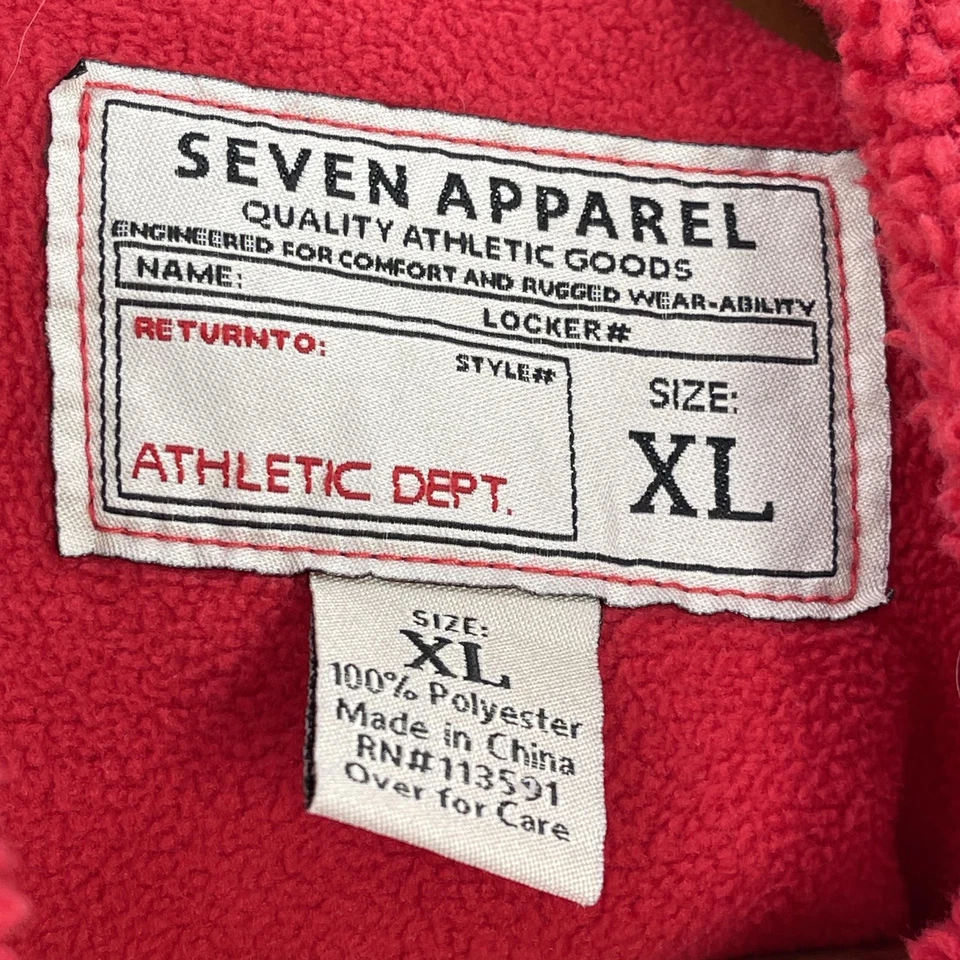 SEVEN APPAREL
QUALITY ATHLETIC GOODS
ENGINEERED FOR COMFORT AND RUGGED WEAR-ABILITY
NAME:
LOCKER#
RETURNTO:
STYLE#
ATHLETIC DEPT.
SIZE:
XL
SIZE:
XL
100% Polyester
Made in China
RN#113591
Over for Care